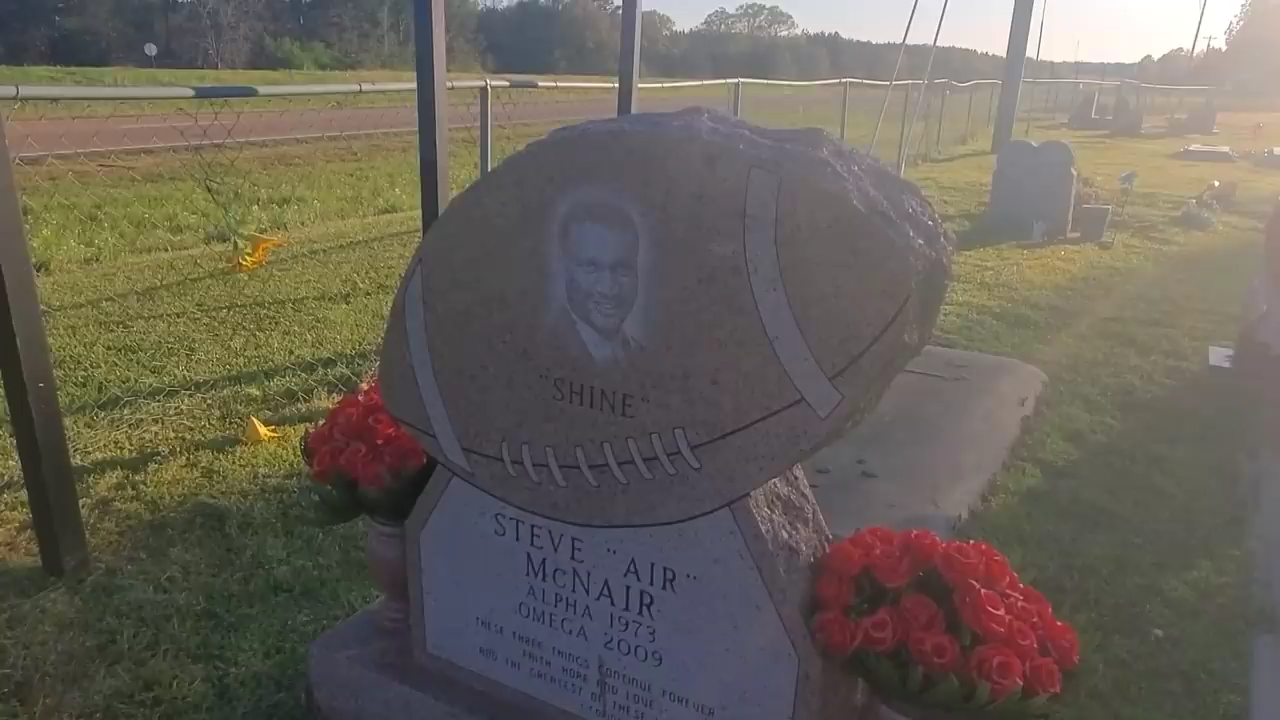 "SHINE"
STEVE "AIR"
McNAIR
ALPHA 1973
OMEGA 2009
THESE THREE THINGS CONTINUE FOREVER
FAITH HOPE AND LOVE
AND THE GREATEST OF THESE